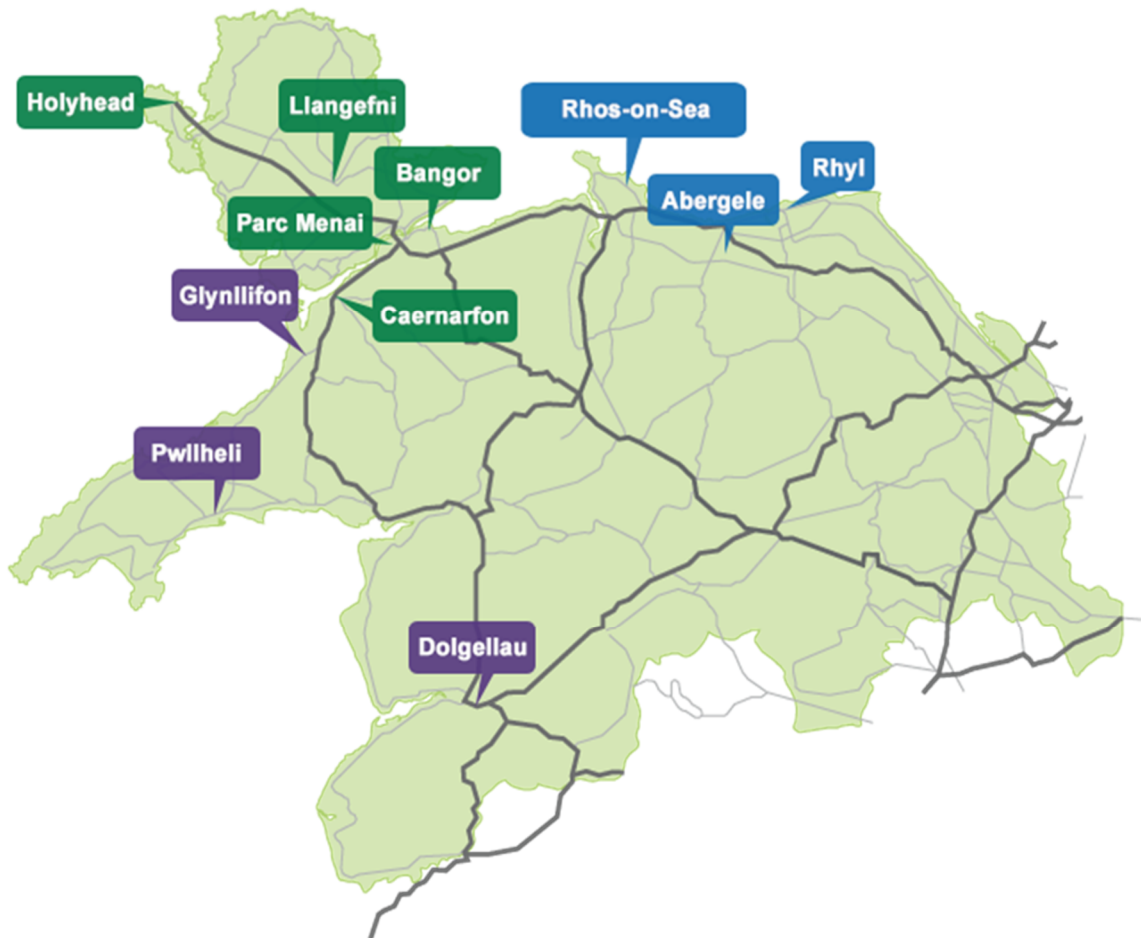 Holyhead
Llangefni
Rhos-on-Sea
Bangor
Rhyl
Abergele
Parc Menai
Glynllifon
Caernarfon
Pwllheli
Dolgellau